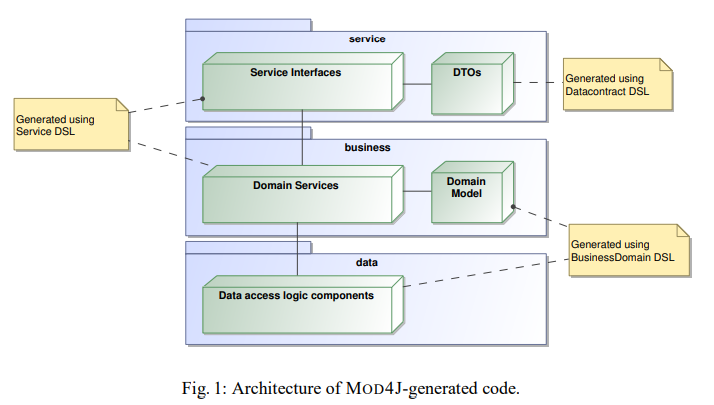 service
Service Interfaces
DTOs
Generated using
Datacontract DSL
Generated using
Service DSL
business
Domain Services
Domain
Model
Generated using
BusinessDomain DSL
data
Data access logic components
Fig. 1: Architecture of MOD4J-generated code.